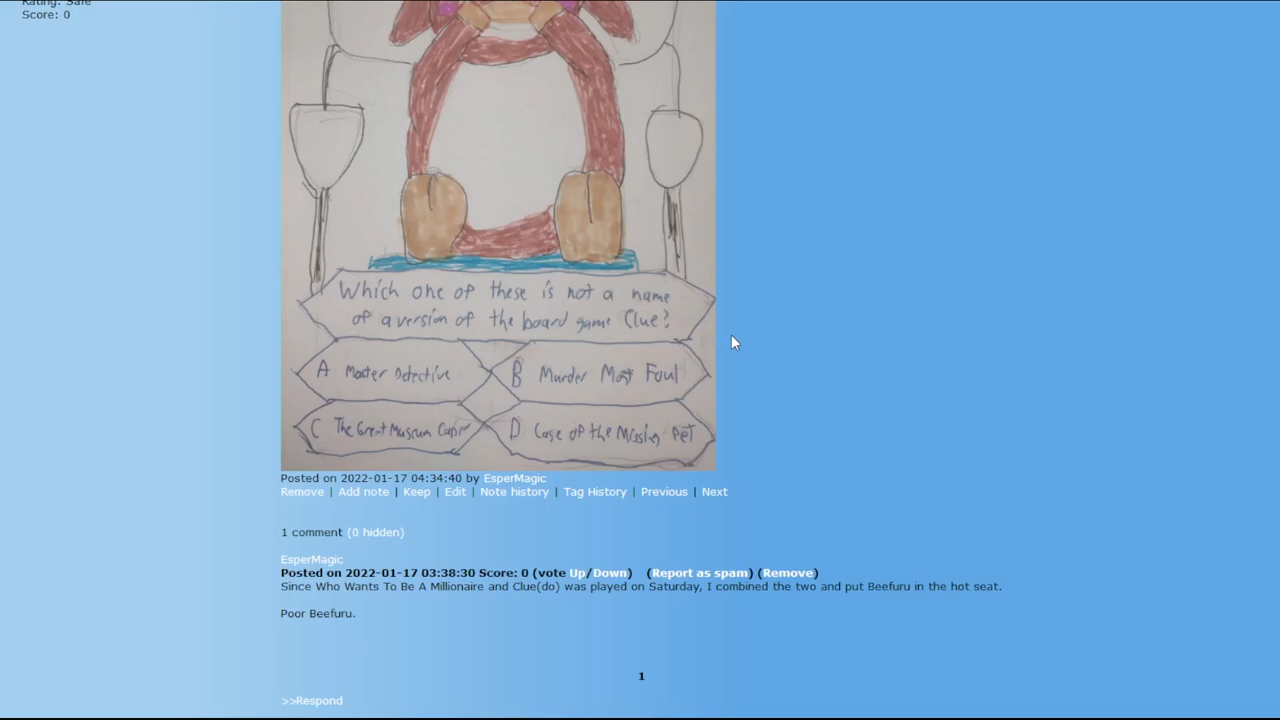 Rating: Safe
Score: 0
Which one of these is not a name
of a version of the board game Clue?
A Master Detective
B Murder Most Foul
C The Great Museum Caper
D Case of the Missing Pet
Posted on 2022-01-17 04:34:40 by EsperMagic
Remove | Add note | Keep | Edit | Note history | Tag History | Previous | Next
1 comment (0 hidden)
EsperMagic
Posted on 2022-01-17 03:38:30 Score: 0 (vote Up/Down) (Report as spam) (Remove)
Since Who Wants To Be A Millionaire and Clue(do) was played on Saturday, I combined the two and put Beefuru in the hot seat.
Poor Beefuru.
1
>>Respond